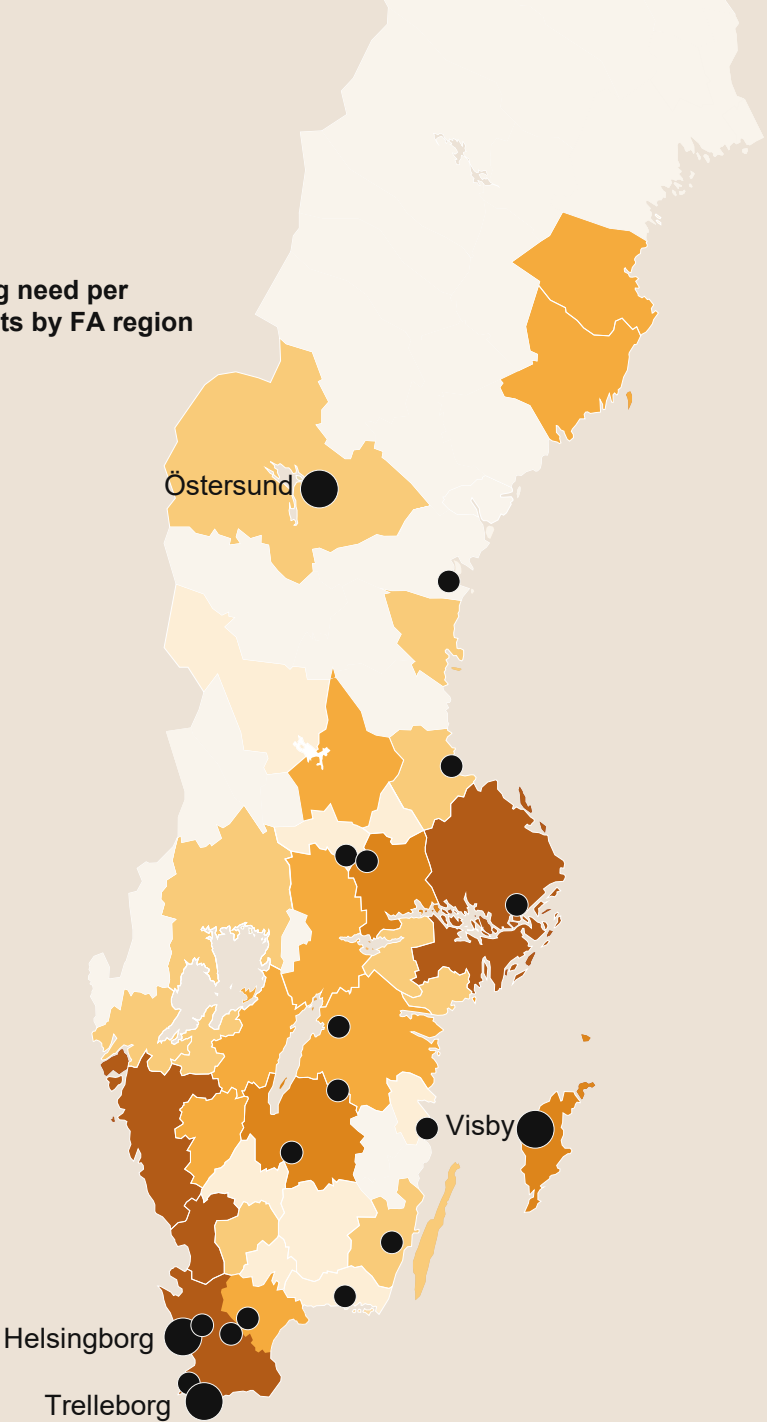 g need per
ts by FA region
Östersund
Visby
Helsingborg
Trelleborg